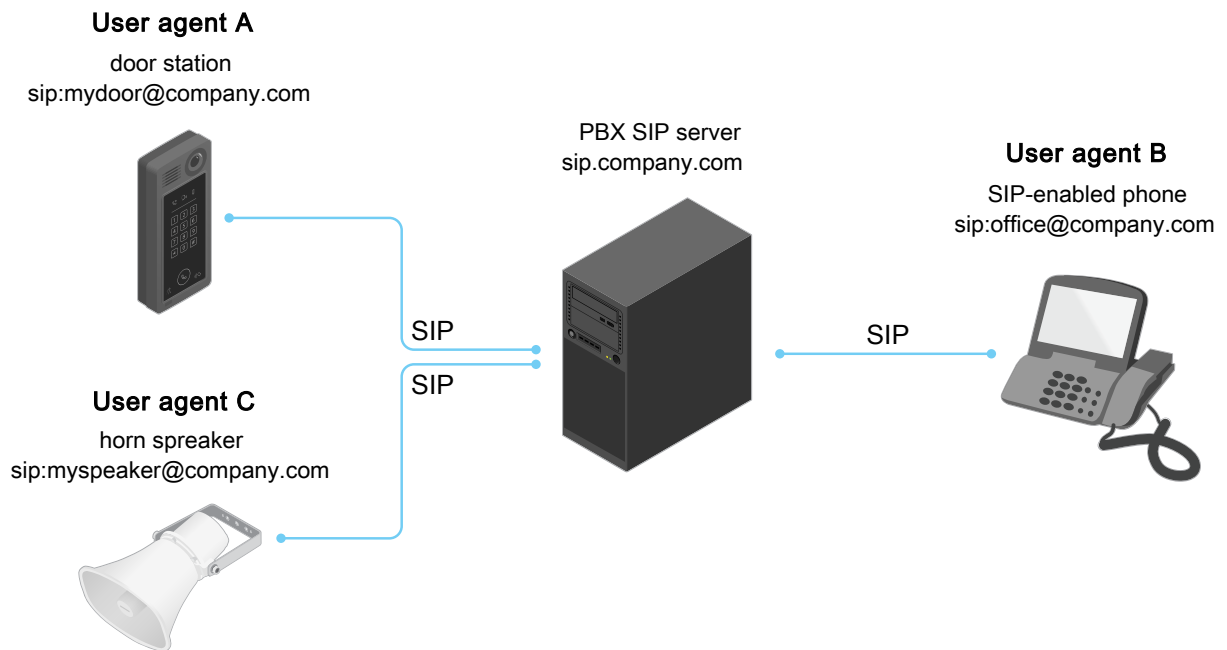 User agent A
door station
sip:mydoor@company.com
PBX SIP server
sip.company.com
User agent B
SIP-enabled phone
sip:office@company.com
SIP
SIP
SIP
User agent C
horn spreaker
sip:myspeaker@company.com